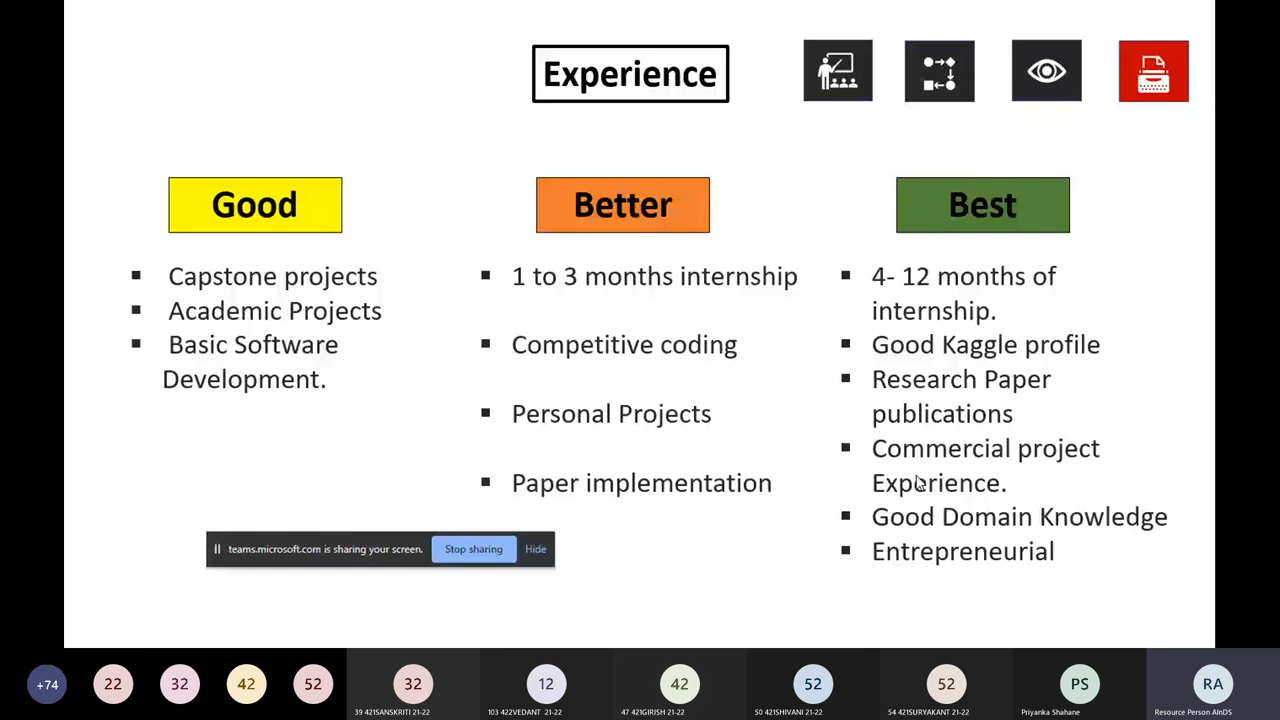 Experience
Good
Capstone projects
Academic Projects
Basic Software
Development.
Better
1 to 3 months internship
Competitive coding
Personal Projects
Paper implementation
Best
4- 12 months of
internship.
Good Kaggle profile
Research Paper
publications
Commercial project
Experience.
Good Domain Knowledge
Entrepreneurial
teams.microsoft.com is sharing your screen. Stop sharing Hide
+74 22 32 42 52 32 12 42 52 52 PS RA
39 421SANSKRITI 21-22 103 422VEDANT 21-22 47 421GIRISH 21-22 50 421SHIVANI 21-22 54 421SURYAKANT 21-22 Priyanka Shahane Resource Person AInDS